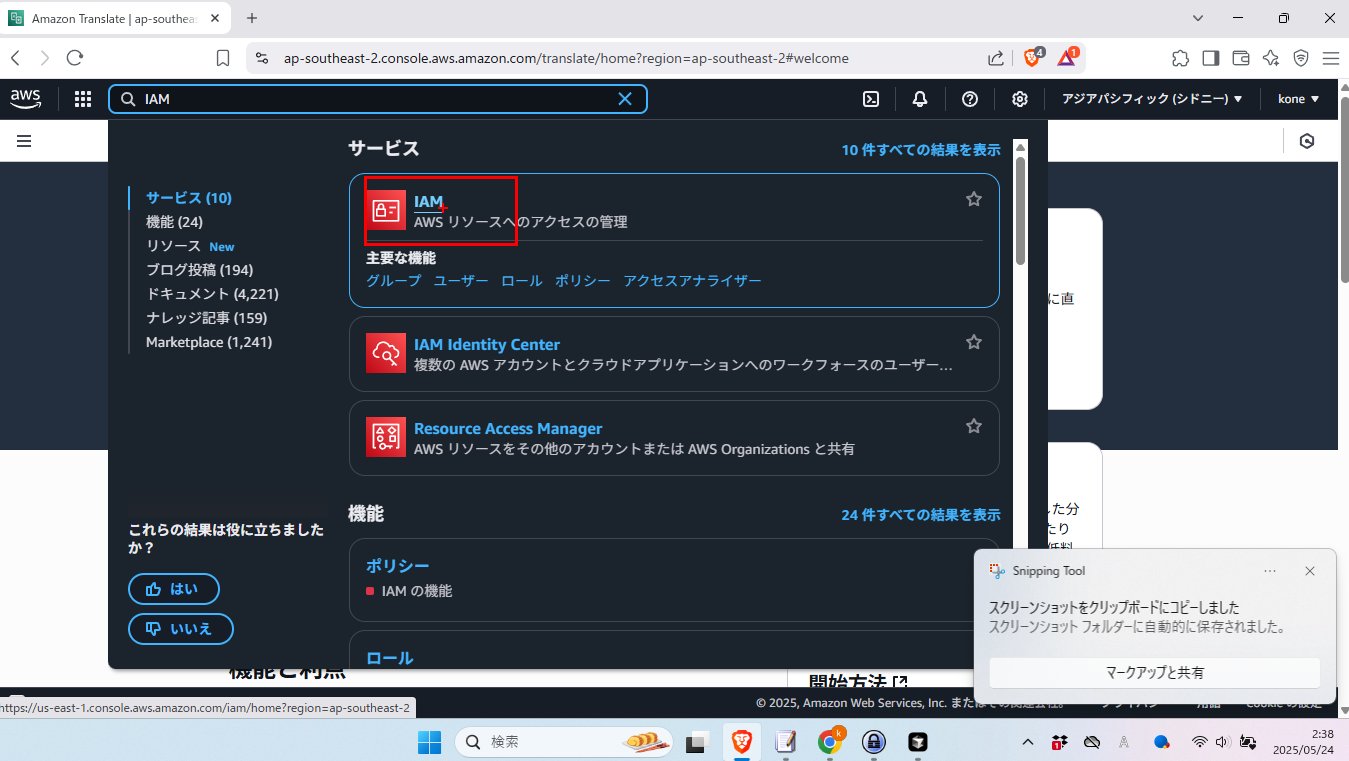 Amazon Translate | ap-southeas
ap-southeast-2.console.aws.amazon.com/translate/home?region=ap-southeast-2#welcome
4
1
aws
IAM
アジアパシフィック (シドニー) ▼
kone ▼
サービス (10)
機能 (24)
リソース New
ブログ投稿 (194)
ドキュメント (4,221)
ナレッジ記事 (159)
Marketplace (1,241)
これらの結果は役に立ちました
か？
はい
いいえ
サービス
10 件すべての結果を表示
IAM
AWS リソースへのアクセスの管理
主要な機能
グループ ユーザー ロール ポリシー アクセスアナライザー
IAM Identity Center
複数の AWS アカウントとクラウドアプリケーションへのワークフォースのユーザー...
Resource Access Manager
AWS リソースをその他のアカウントまたは AWS Organizations と共有
機能
24 件すべての結果を表示
ポリシー
IAM の機能
ロール
に直
した分
たり
機能と利点
開始方法
Snipping Tool
スクリーンショットをクリップボードにコピーしました
スクリーンショット フォルダーに自動的に保存されました。
マークアップと共有
© 2025, Amazon Web Services, Inc. またはその関連会社。
https://us-east-1.console.aws.amazon.com/iam/home?region=ap-southeast-2
検索
k
1
A
2:38
2025/05/24